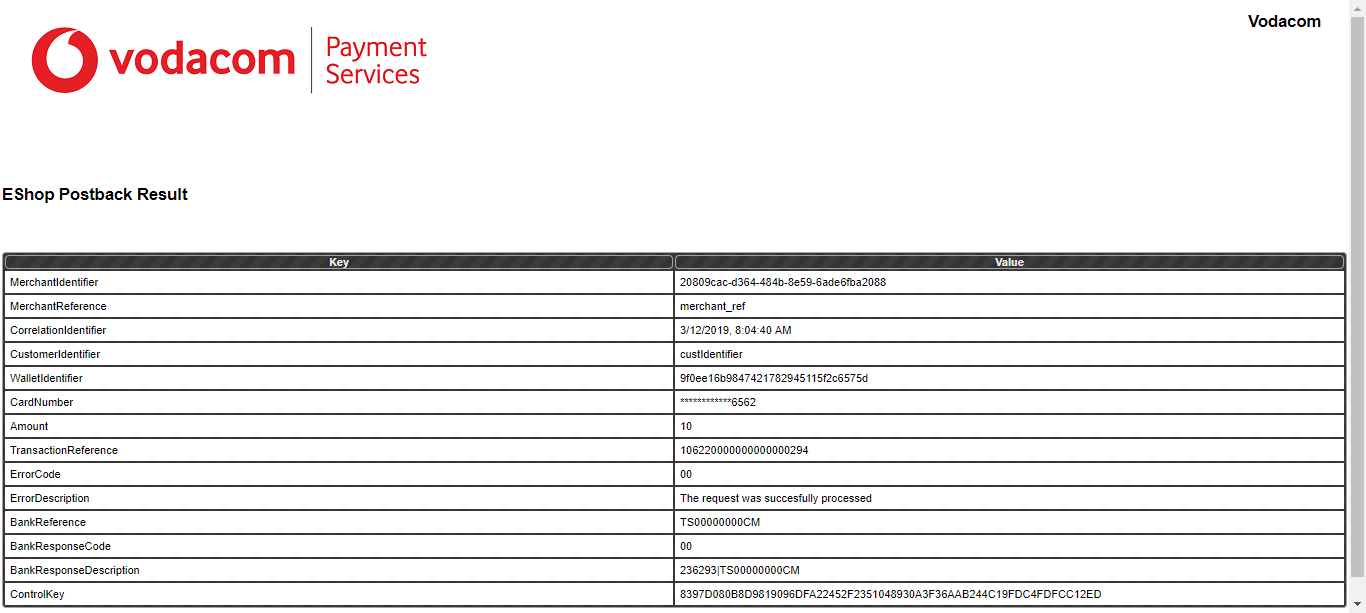 Vodacom
vodacom
Payment
Services
EShop Postback Result
Key Value
MerchantIdentifier 20809cac-d364-484b-8e59-6ade6fba2088
MerchantReference merchant_ref
CorrelationIdentifier 3/12/2019, 8:04:40 AM
CustomerIdentifier custIdentifier
WalletIdentifier 9f0ee16b9847421782945115f2c6575d
CardNumber ************6562
Amount 10
TransactionReference 106220000000000000294
ErrorCode 00
ErrorDescription The request was succesfully processed
BankReference TS00000000CM
BankResponseCode 00
BankResponseDescription 236293|TS00000000CM
ControlKey 8397D080B8D9819096DFA22452F2351048930A3F36AAB244C19FDC4FDFCC12ED